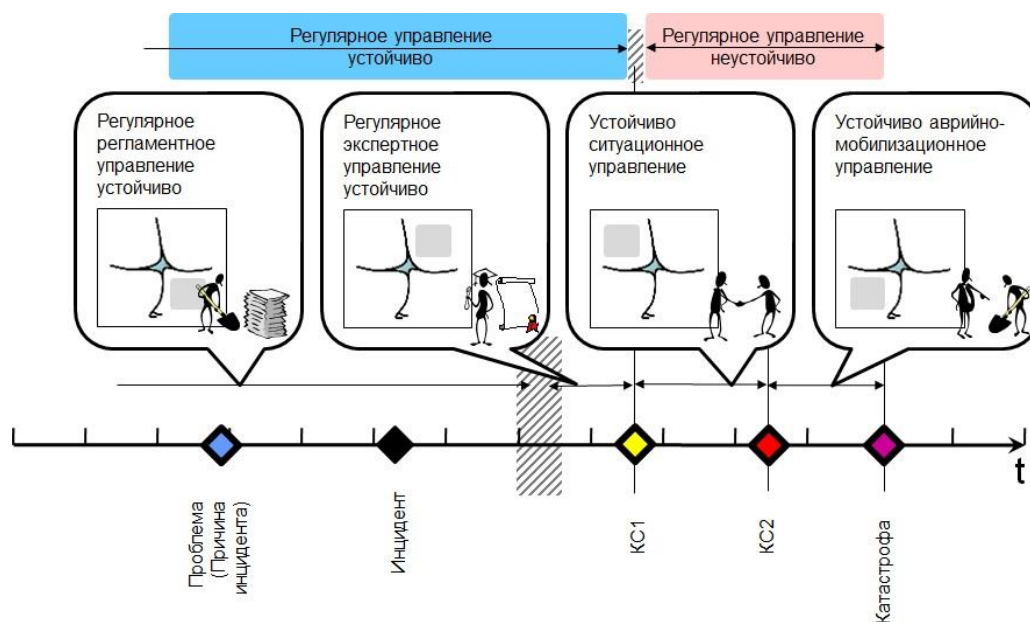 Регулярное управление
устойчиво
Регулярное управление
неустойчиво
Регулярное
регламентное
управление
устойчиво
Регулярное
экспертное
управление
устойчиво
Устойчиво
ситуационное
управление
Устойчиво аврийно-
мобилизационное
управление
t
Проблема
(Причина
инцидента)
Инцидент
КС1
КС2
Катастрофа